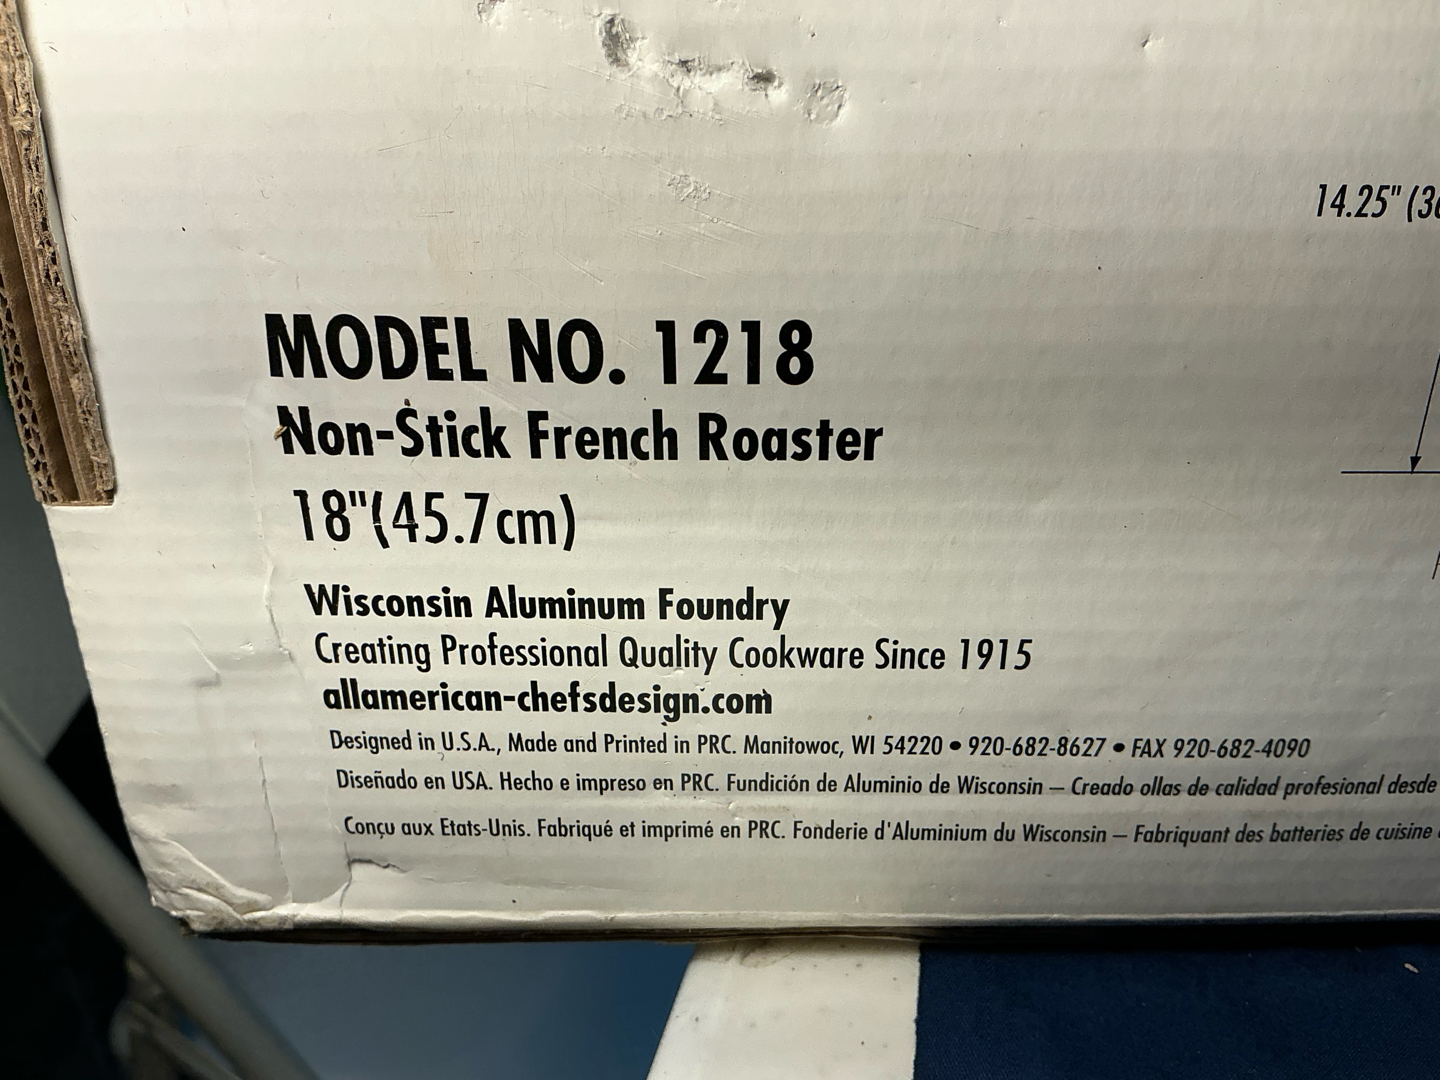 14.25" (3
MODEL NO. 1218
Non-Stick French Roaster
18"(45.7cm)
Wisconsin Aluminum Foundry
Creating Professional Quality Cookware Since 1915
allamerican-chefsdesign.com
Designed in U.S.A., Made and Printed in PRC. Manitowoc, WI 54220 • 920-682-8627 • FAX 920-682-4090
Diseñado en USA. Hecho e impreso en PRC. Fundición de Aluminio de Wisconsin – Creado ollas de calidad profesional desde
Conçu aux Etats-Unis. Fabriqué et imprimé en PRC. Fonderie d'Aluminium du Wisconsin – Fabriquant des batteries de cuisine